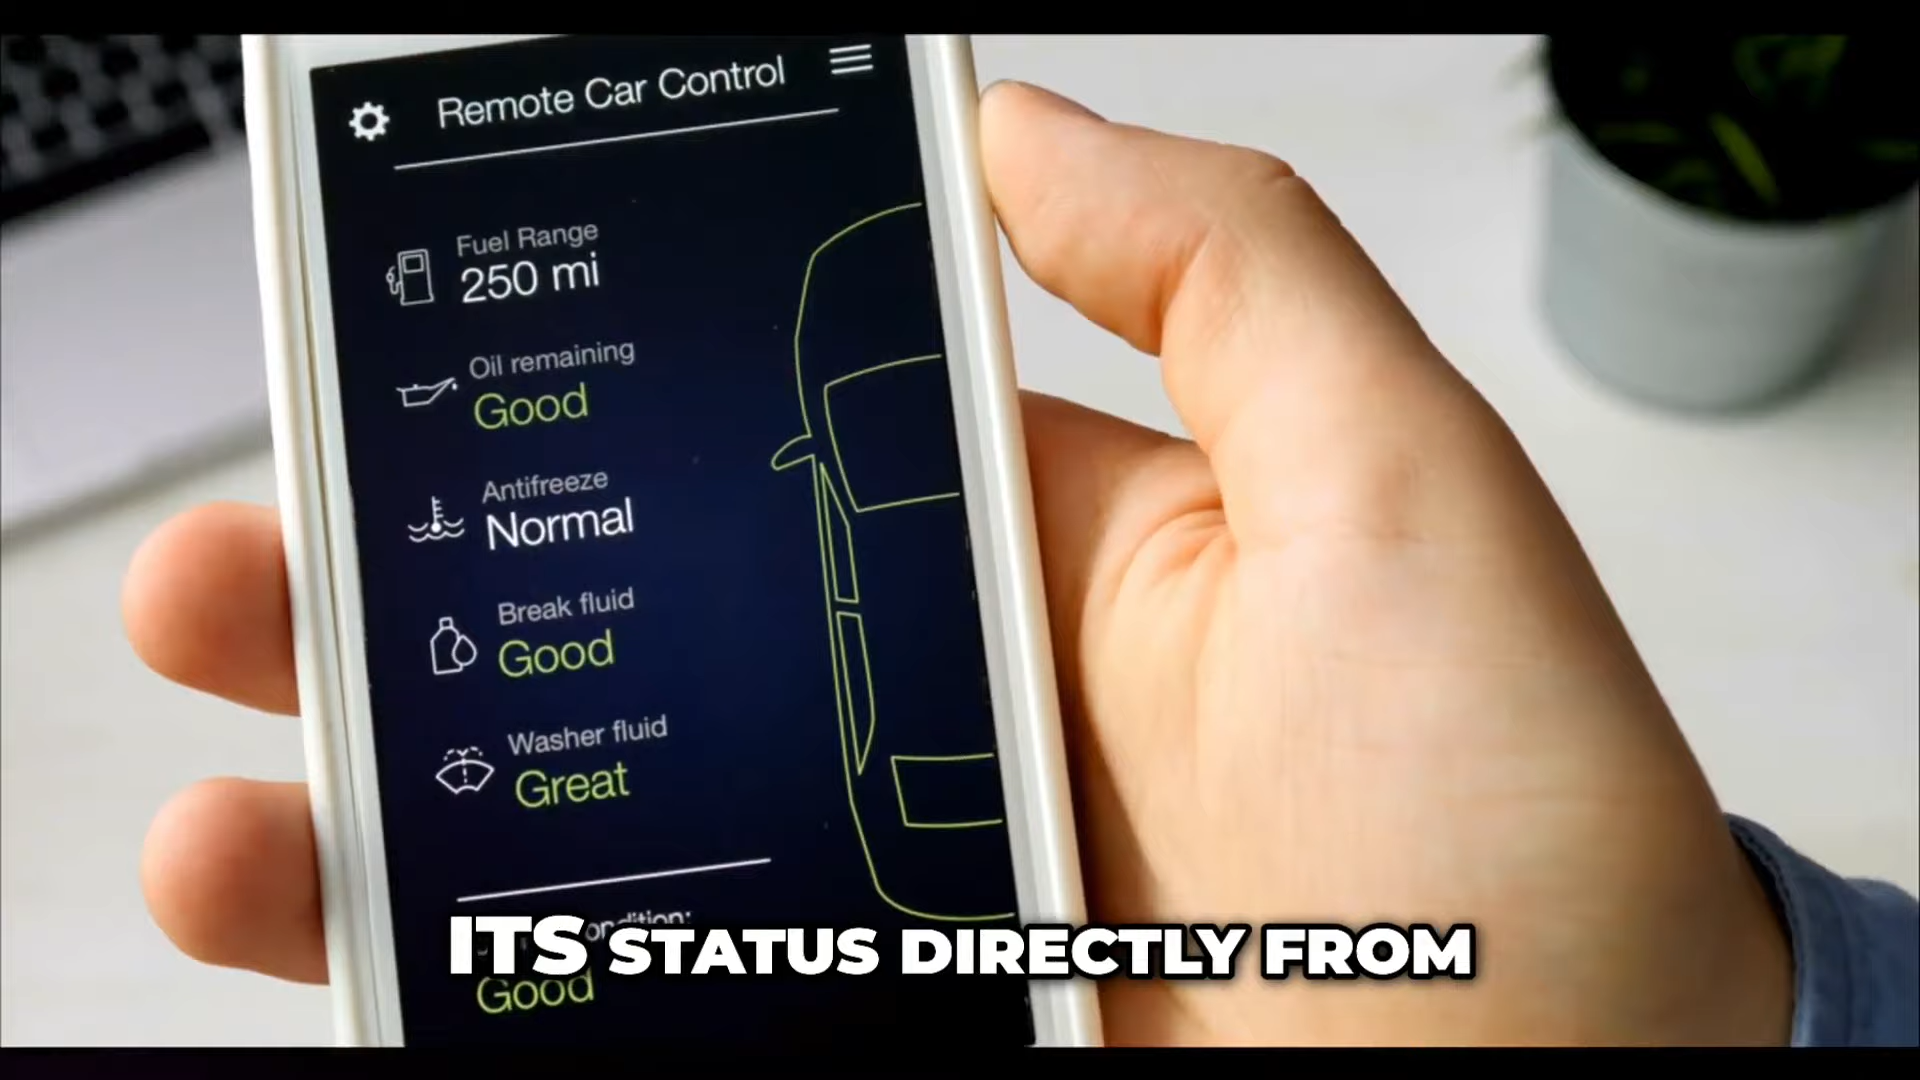 Remote Car Control
Fuel Range
250 mi
Oil remaining
Good
Antifreeze
Normal
Break fluid
Good
Washer fluid
Great
ITS STATUS DIRECTLY FROM
Good